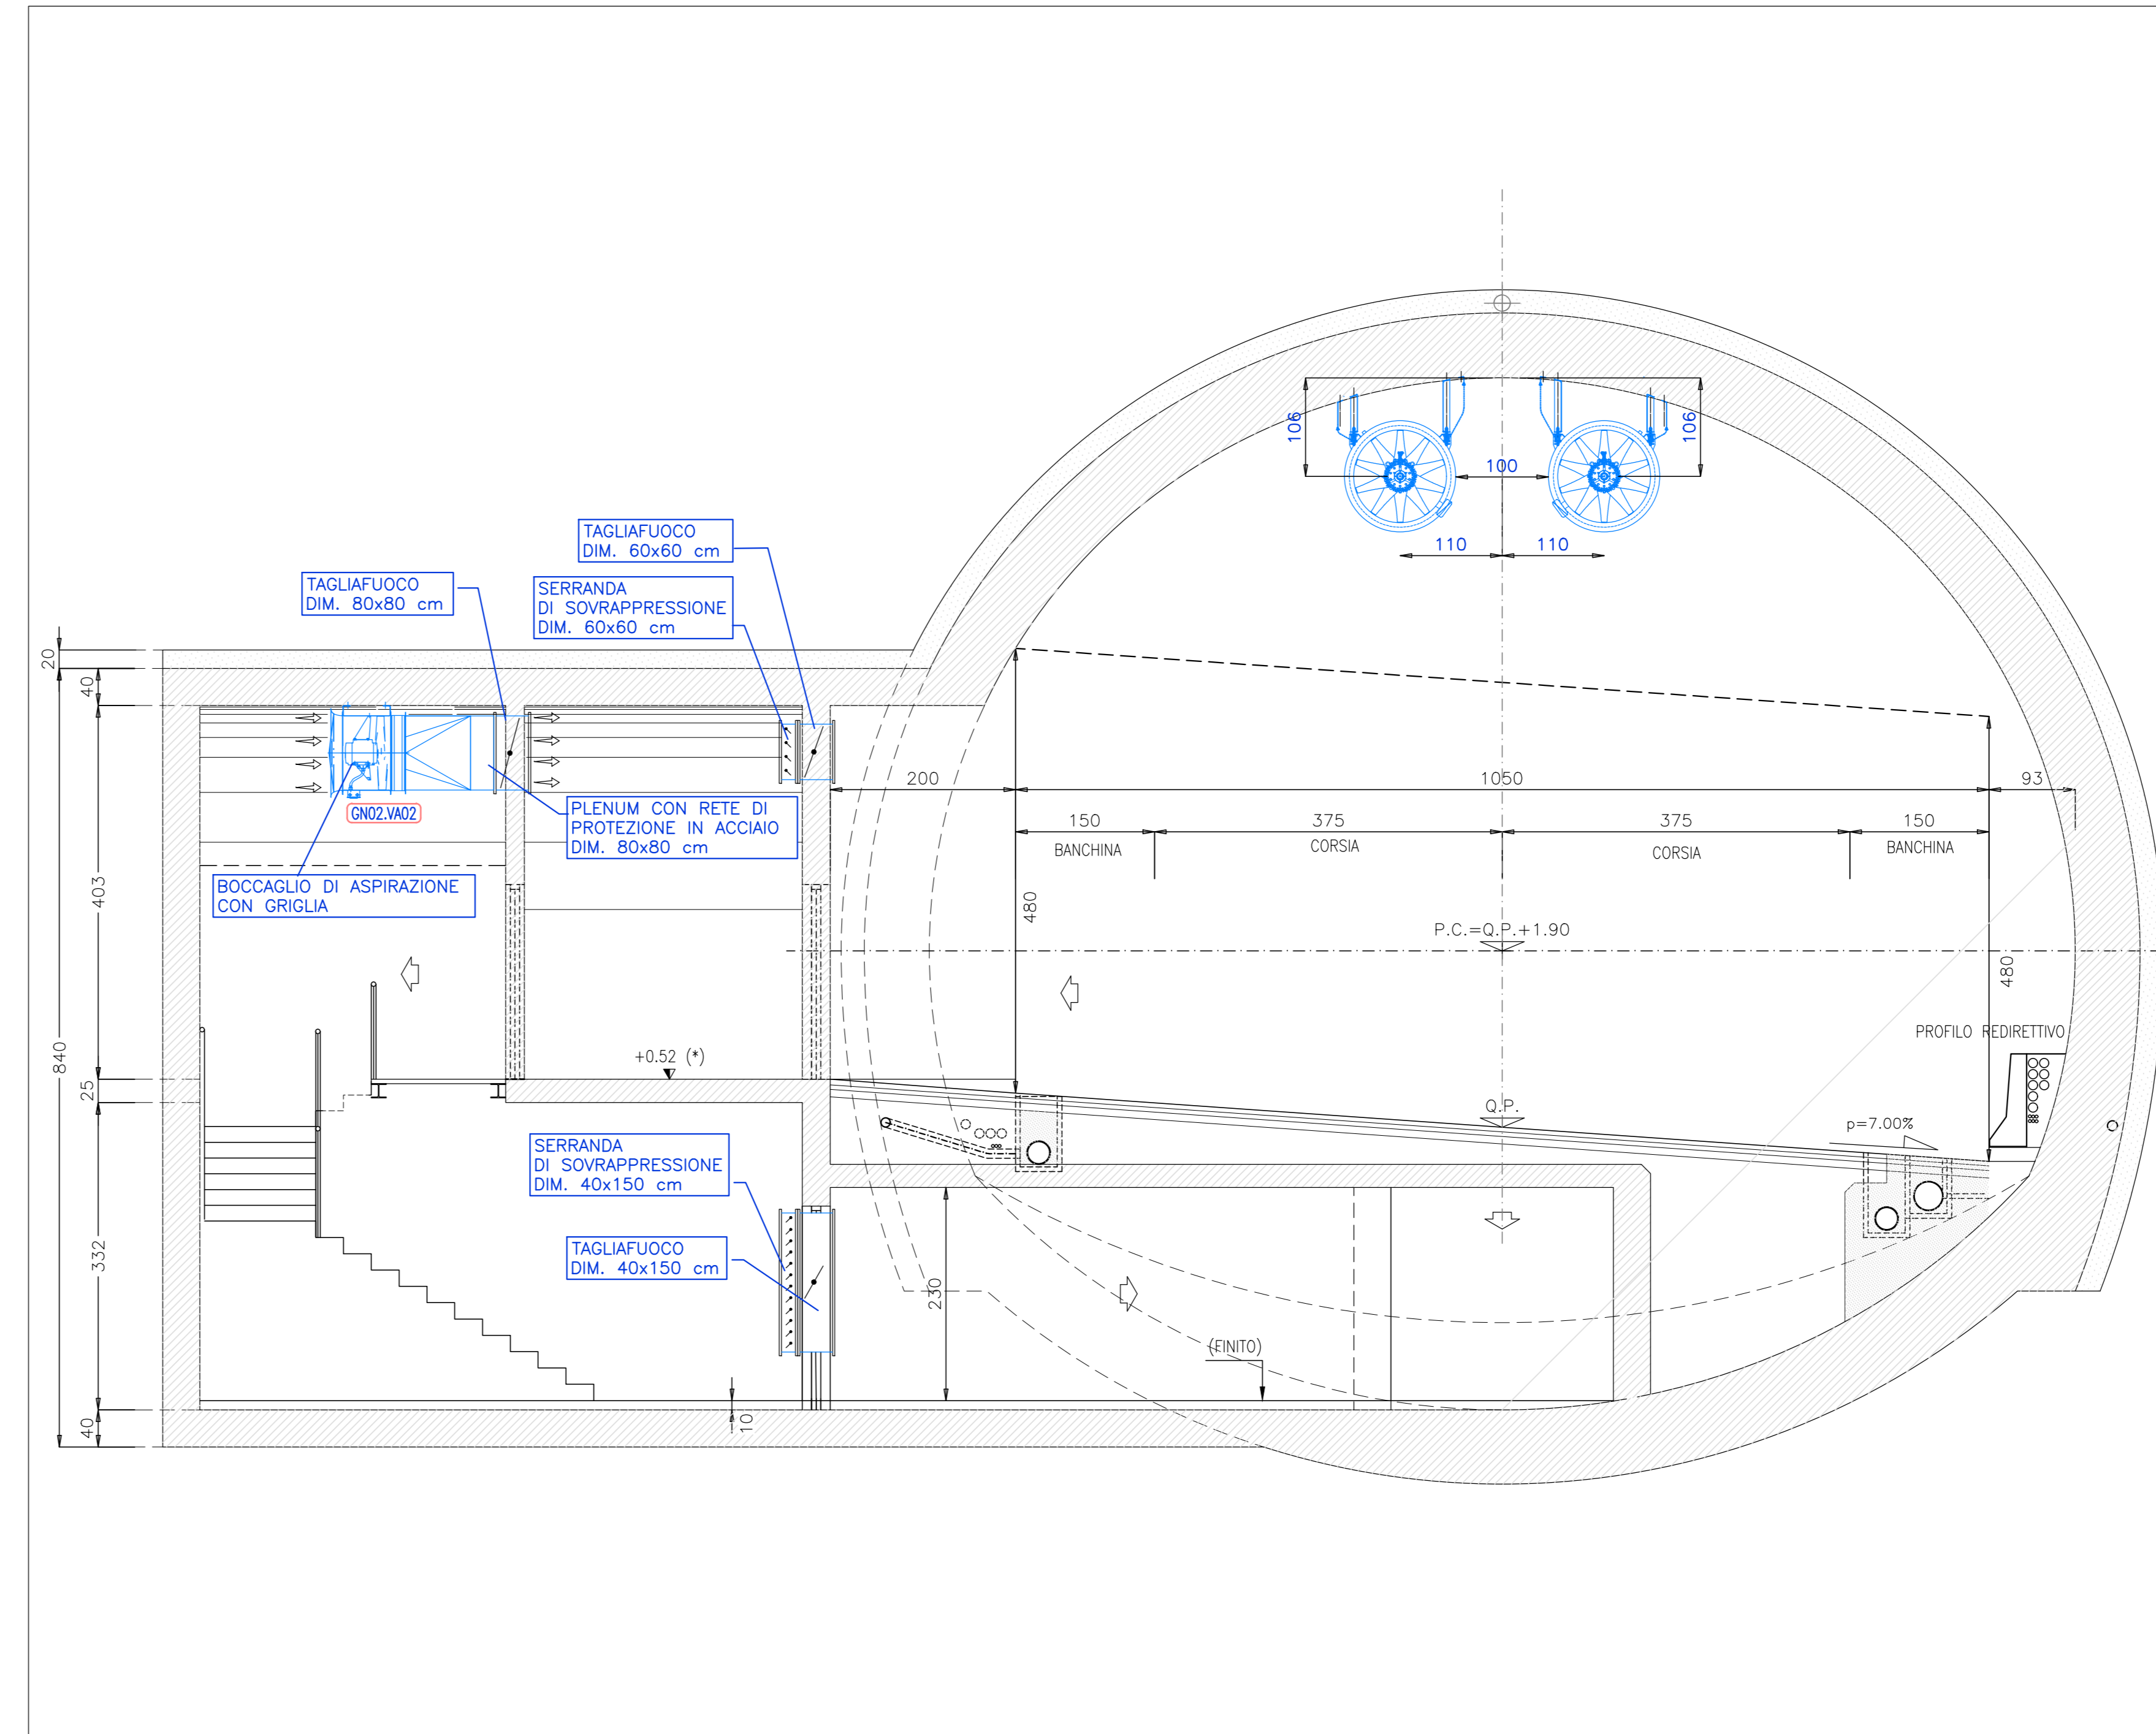 106
106
100
110
110
TAGLIAFUOCO
DIM. 60x60 cm
TAGLIAFUOCO
DIM. 80x80 cm
SERRANDA
DI SOVRAPPRESSIONE
DIM. 60x60 cm
20
40
GN02.VA02
PLENUM CON RETE DI
PROTEZIONE IN ACCIAIO
DIM. 80x80 cm
BOCCAGLIO DI ASPIRAZIONE
CON GRIGLIA
200
1050
93
150
375
375
150
BANCHINA
CORSIA
CORSIA
BANCHINA
403
480
P.C.=Q.P.+1.90
480
PROFILO REDIRETTIVO
840
+0.52 (*)
25
Q.P.
p=7.00%
SERRANDA
DI SOVRAPPRESSIONE
DIM. 40x150 cm
TAGLIAFUOCO
DIM. 40x150 cm
332
230
(FINITO)
40
10